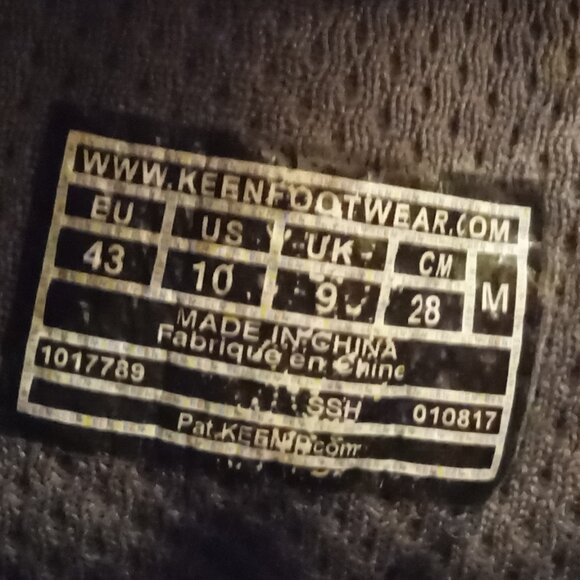 WWW.KEENFOOTWEAR.COM
EU US UK CM M
43 10 9 28
MADE IN CHINA
Fabriqué en Chine
1017789 SSH 010817
Pat.KEENIP.com